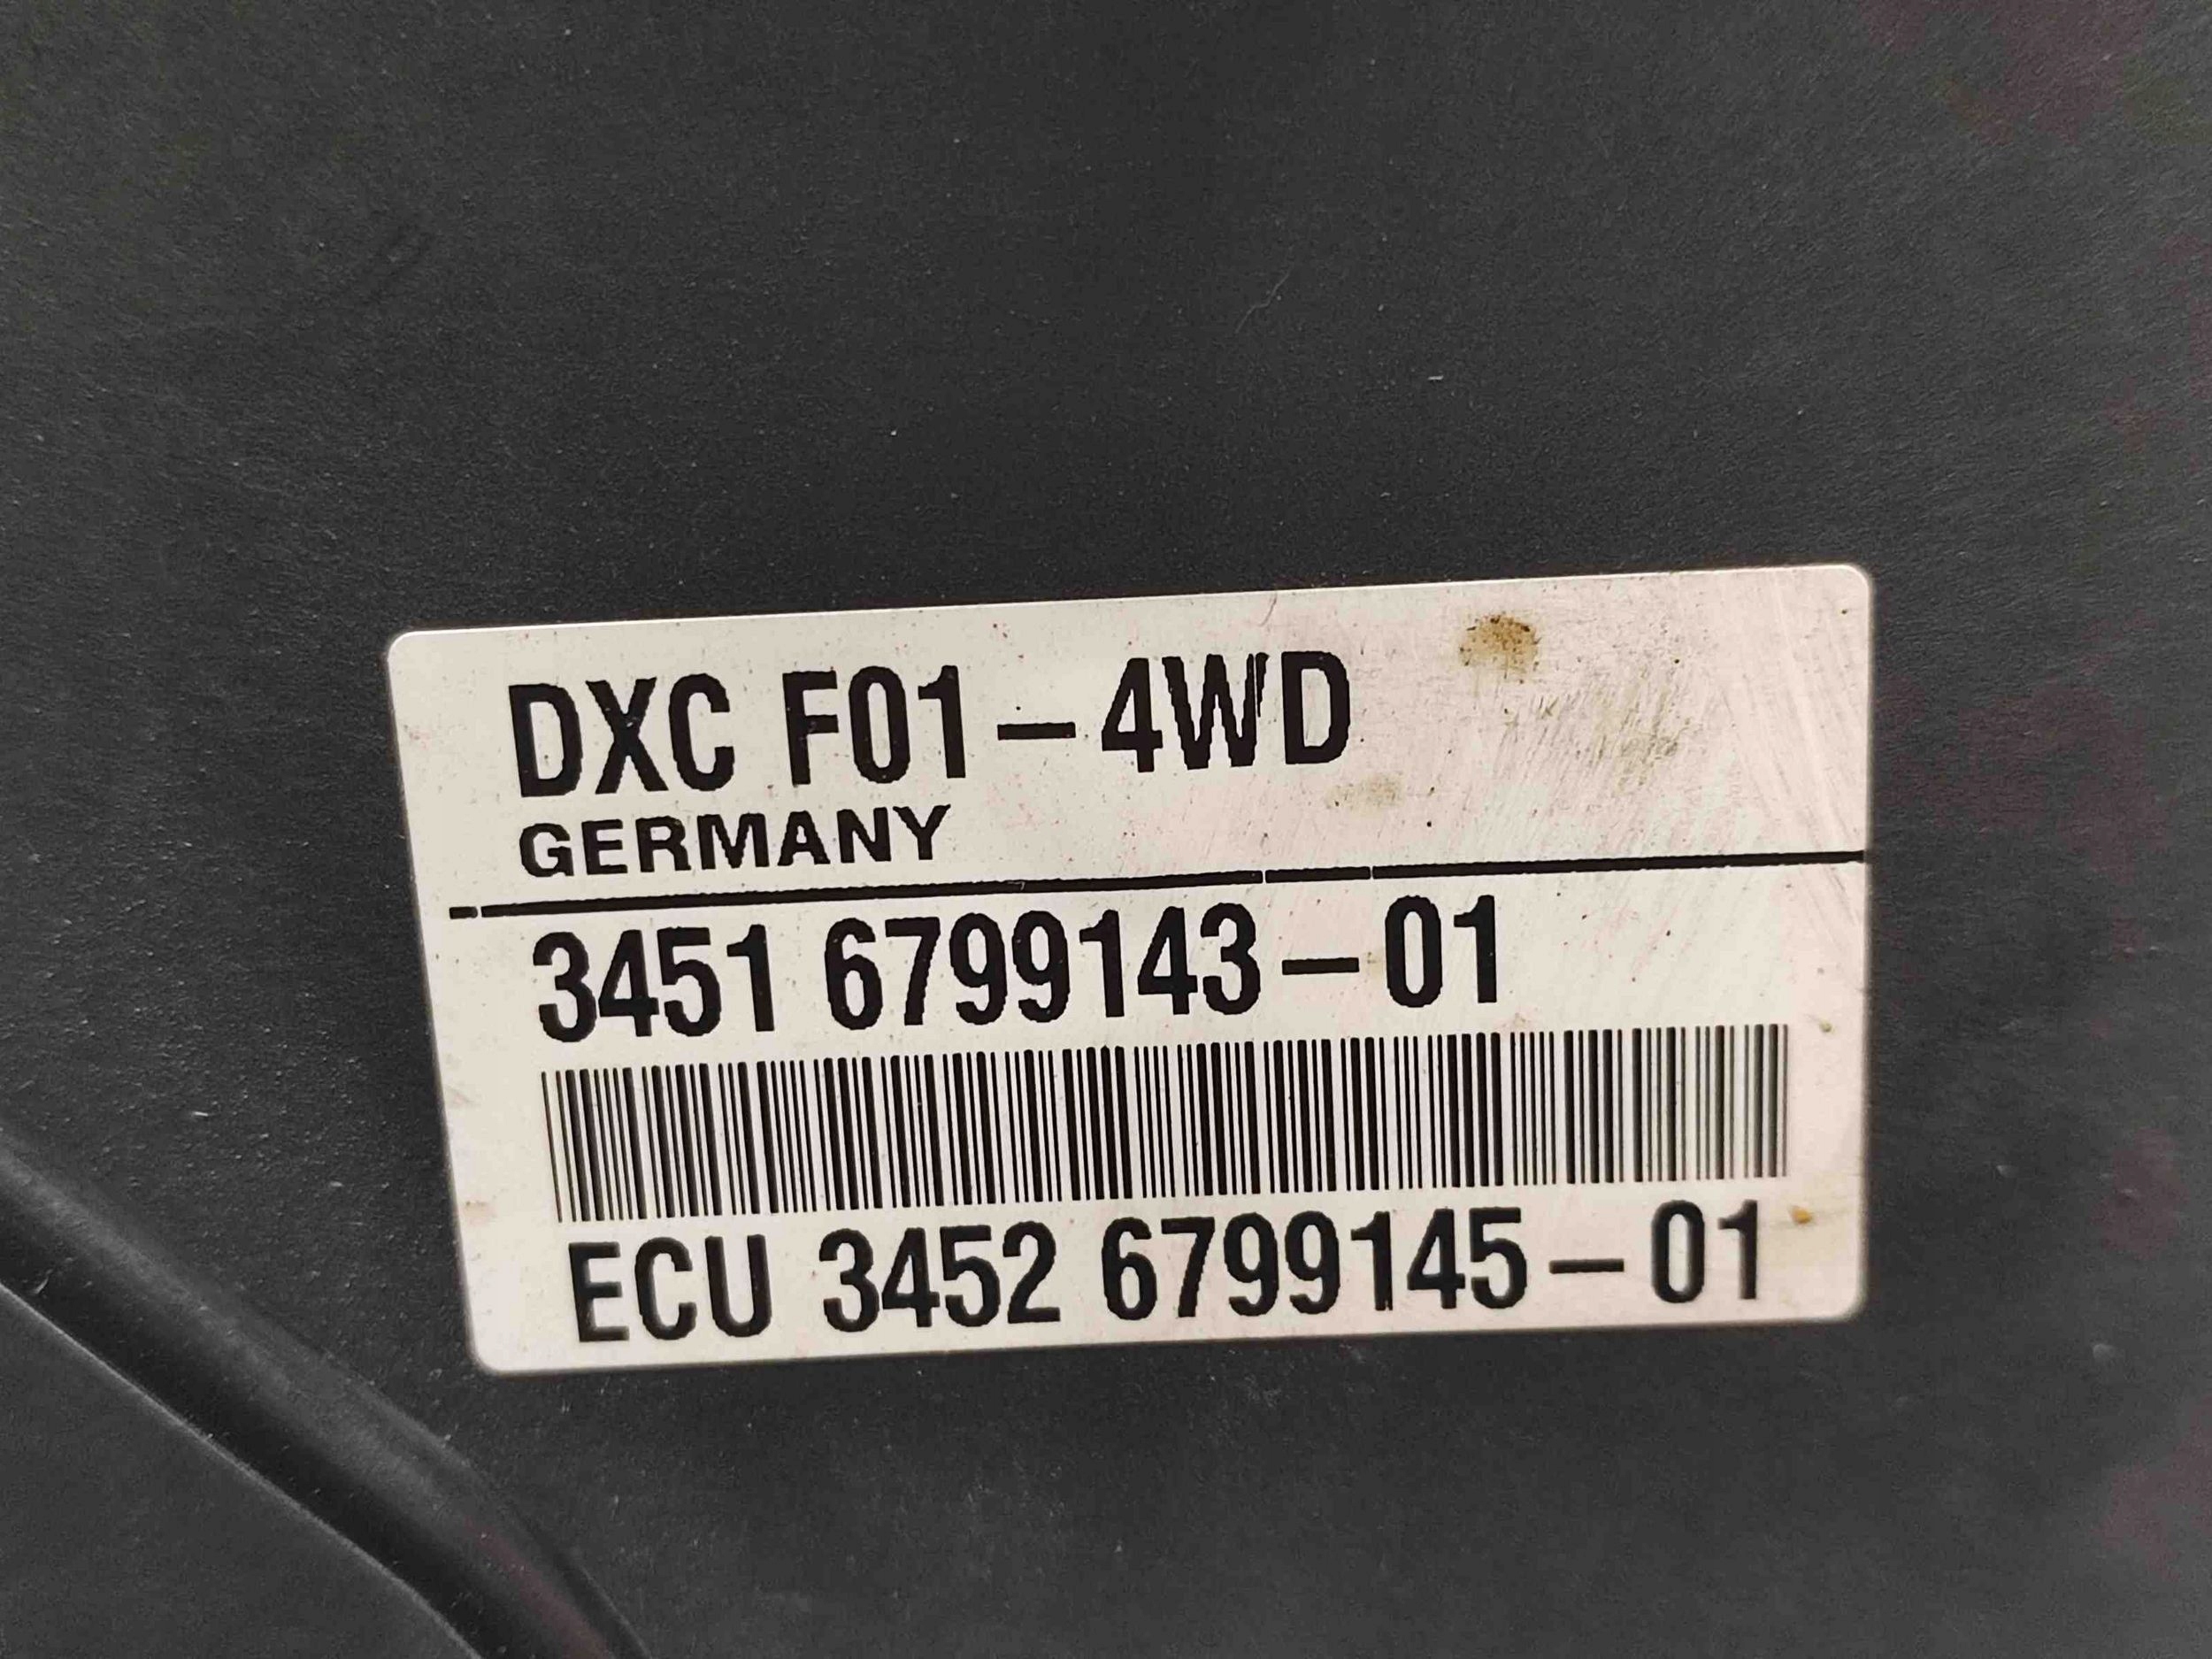 DXC F01-4WD
GERMANY
3451 6799143-01
ECU 3452 6799145-01